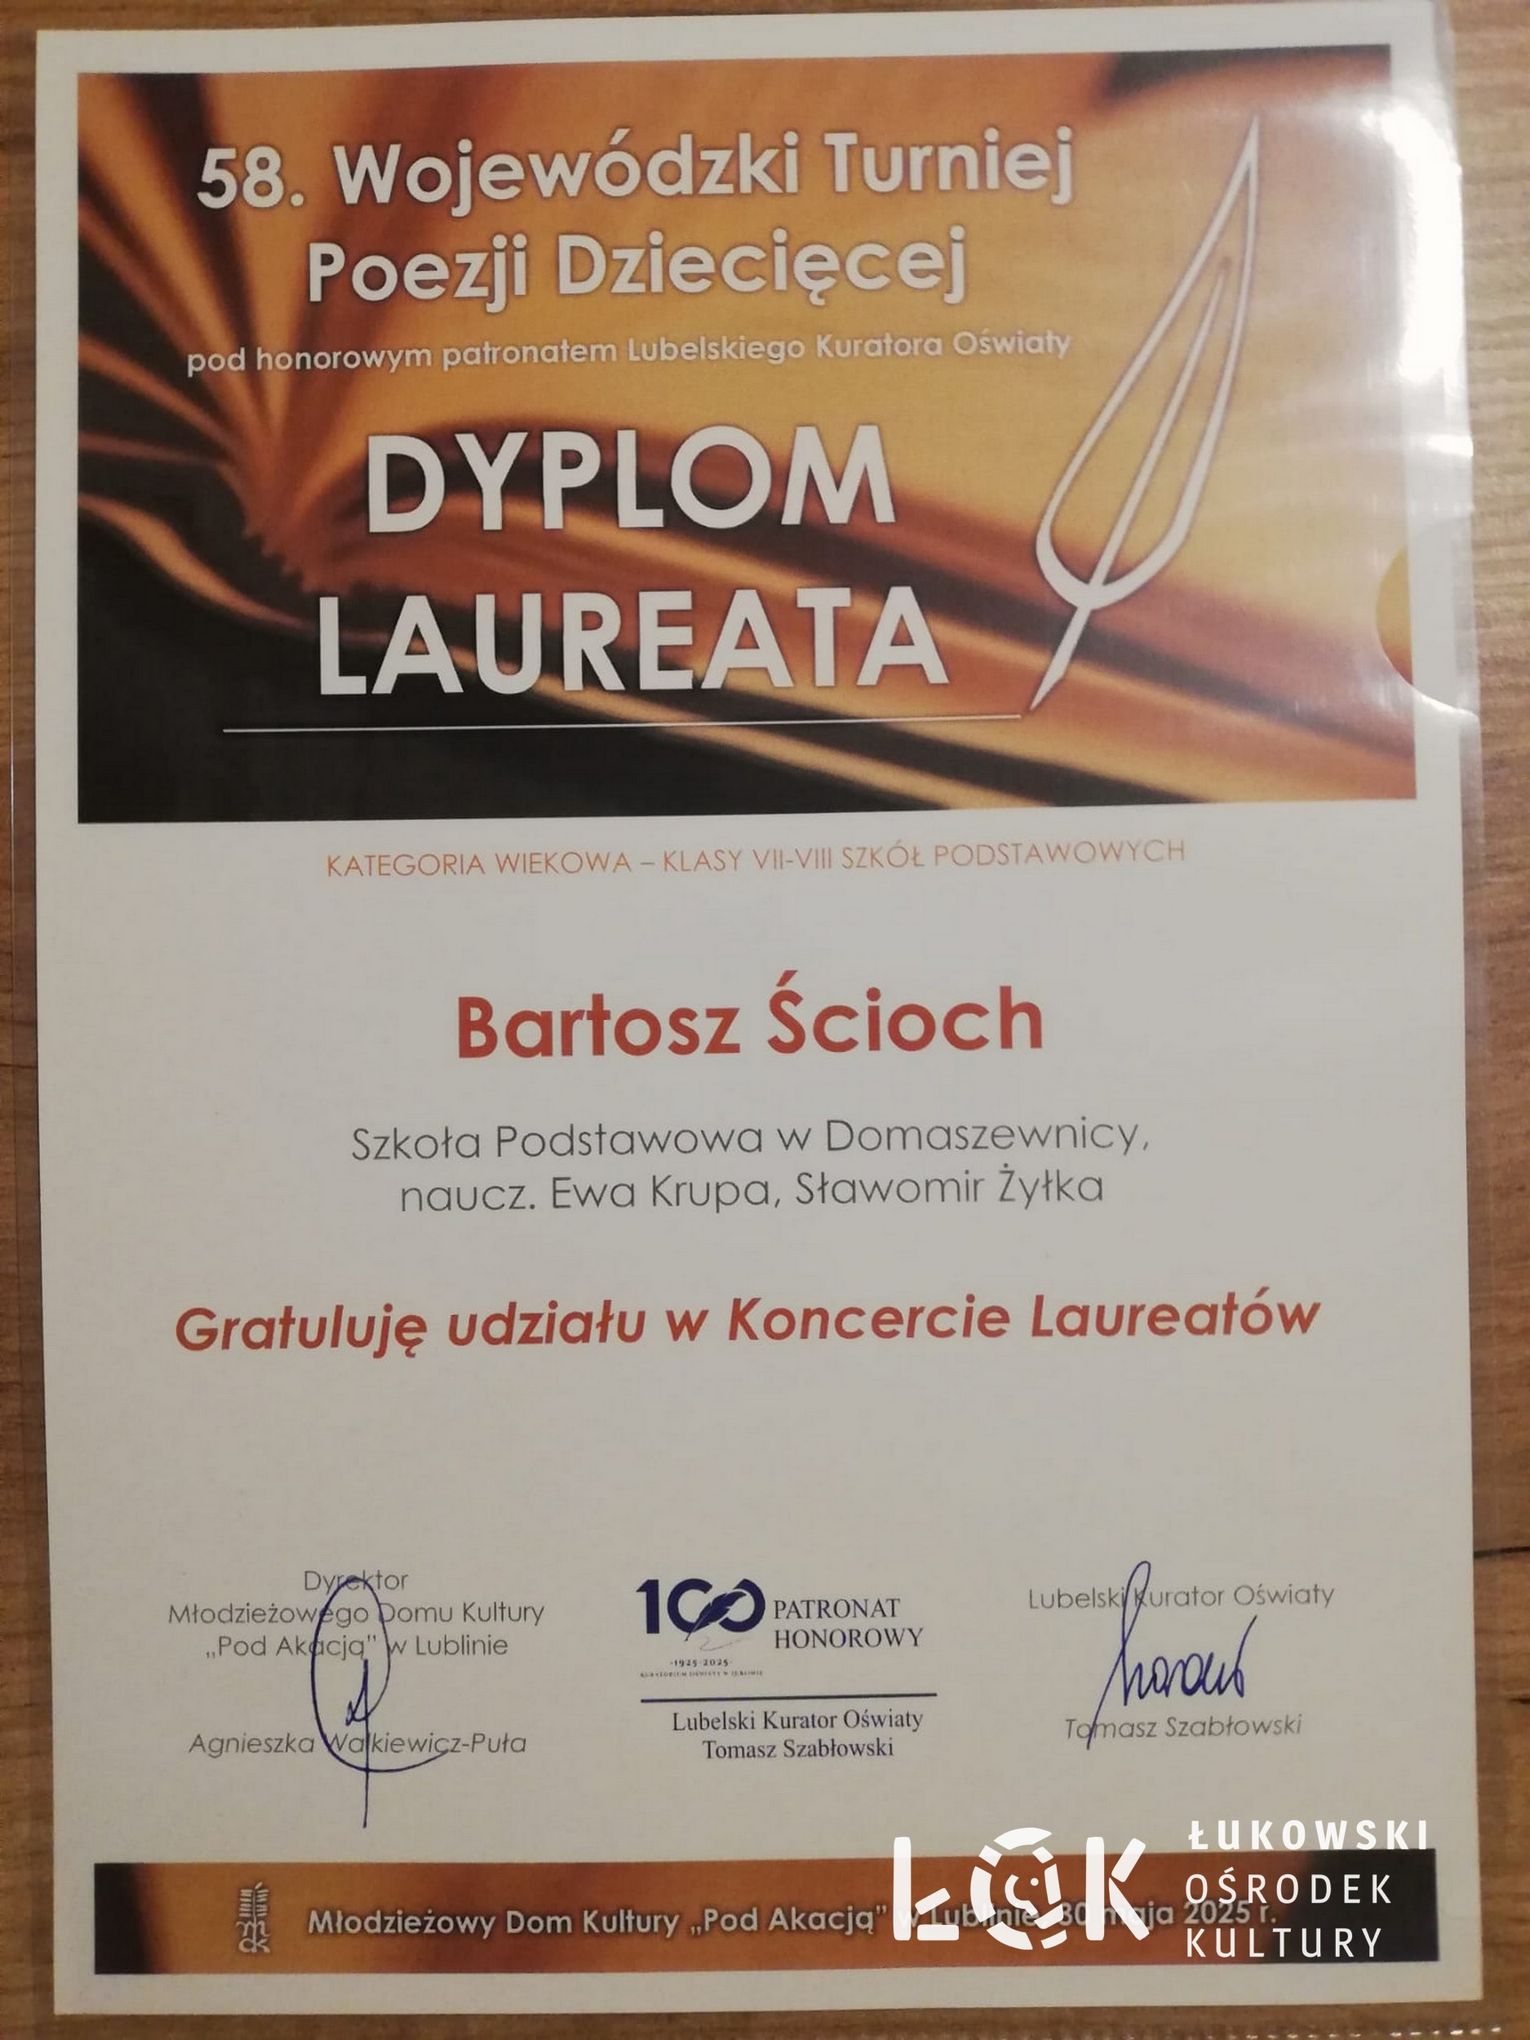 58. Wojewódzki Turniej
Poezji Dziecięcej
pod honorowym patronatem Lubelskiego Kuratora Oświaty
DYPLOM
LAUREATA
KATEGORIA WIEKOWA – KLASY VII-VIII SZKÓŁ PODSTAWOWYCH
Bartosz Ścioch
Szkoła Podstawowa w Domaszewnicy,
naucz. Ewa Krupa, Sławomir Żyłka
Gratuluję udziału w Koncercie Laureatów
Dyrektor
Młodzieżowego Domu Kultury
„Pod Akacją" w Lublinie
Agnieszka Walkiewicz-Puła
100 PATRONAT
HONOROWY
-1925-2025-
KURATORIUM OŚWIATY W LUBLINIE
Lubelski Kurator Oświaty
Tomasz Szabłowski
Lubelski Kurator Oświaty
Tomasz Szabłowski
Młodzieżowy Dom Kultury „Pod Akacją" w Lublinie, 30 maja 2025 r.
ŁOK
ŁUKOWSKI
OŚRODEK
KULTURY